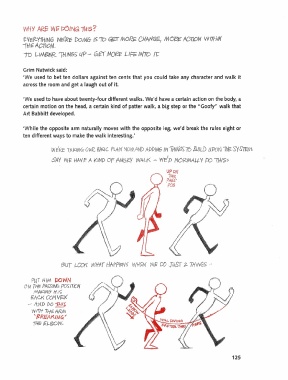 WHY ARE WE DOING THIS?
EVERYTHING WE'RE DOING IS TO GET MORE CHANGE, MORE ACTION WITHIN
THE ACTION.
TO LIMBER THINGS UP – GET MORE LIFE INTO IT.
Grim Natwick said:
'We used to bet ten dollars against ten cents that you could take any character and walk it
across the room and get a laugh out of it.
'We used to have about twenty-four different walks. We'd have a certain action on the body, a
certain motion on the head, a certain kind of patter walk, a big step or the "Goofy" walk that
Art Babbitt developed.
'While the opposite arm naturally moves with the opposite leg, we'd break the rules eight or
ten different ways to make the walk interesting.'
WE'RE TAKING OUR BASIC PLAN NOW AND ADDING IN THINGS TO BUILD UPON THE SYSTEM.
SAY WE HAVE A KIND OF ANGRY WALK – WE'D NORMALLY DO THIS:
UP ON
THE
PASS
POS
BUT LOOK WHAT HAPPENS WHEN WE DO JUST 2 THINGS –
PUT HIM DOWN
ON THE PASSING POSITION
MAKING HIS
BACK CONVEX
– AND DO THIS
WITH THE ARM
"BREAKING"
THE ELBOW.
125